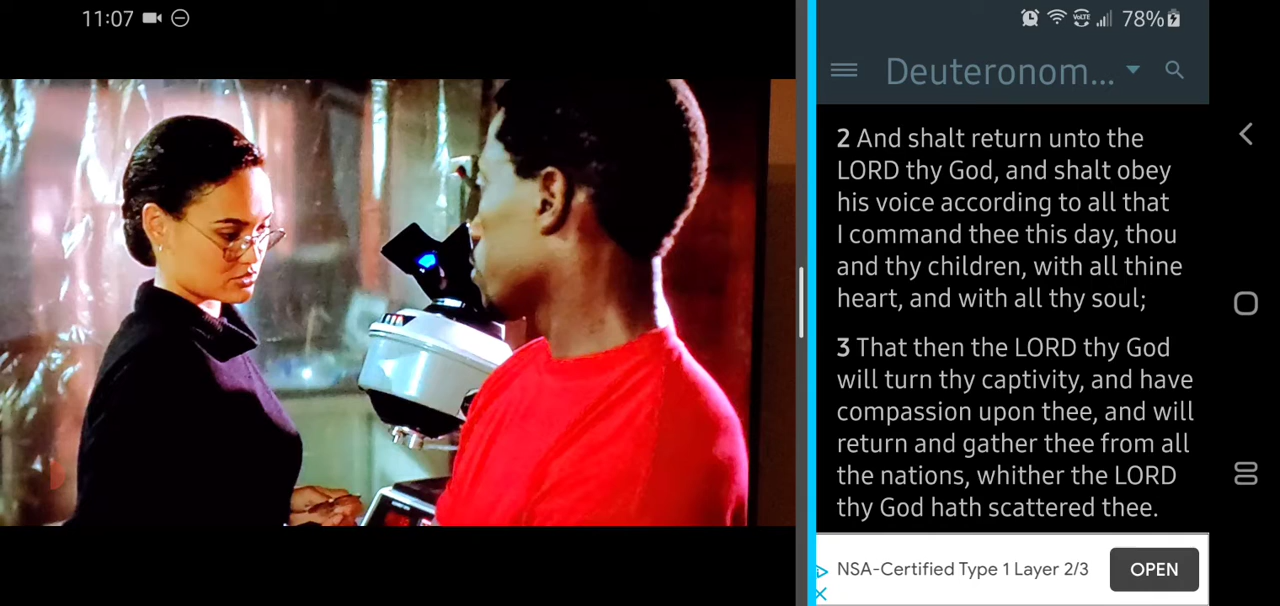 11:07
VoLTE
78%
Deuteronom...
2 And shalt return unto the
LORD thy God, and shalt obey
his voice according to all that
I command thee this day, thou
and thy children, with all thine
heart, and with all thy soul;
3 That then the LORD thy God
will turn thy captivity, and have
compassion upon thee, and will
return and gather thee from all
the nations, whither the LORD
thy God hath scattered thee.
NSA-Certified Type 1 Layer 2/3
OPEN